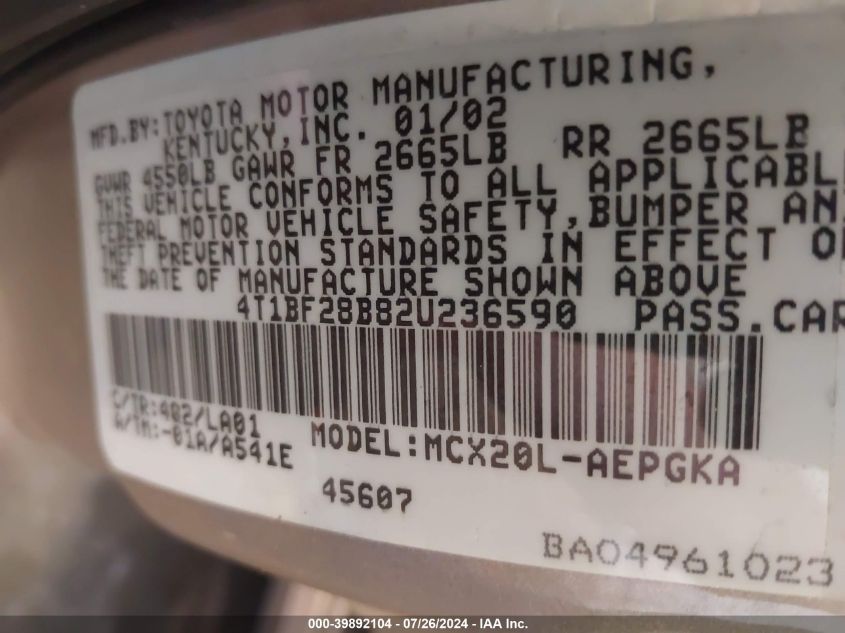 MFD.BY:TOYOTA MOTOR MANUFACTURING,
KENTUCKY,INC. 01/02
GVWR 4550LB GAWR FR 2665LB RR 2665LB
THIS VEHICLE CONFORMS TO ALL APPLICABL
FEDERAL MOTOR VEHICLE SAFETY,BUMPER AN
THEFT PREVENTION STANDARDS IN EFFECT O
THE DATE OF MANUFACTURE SHOWN ABOVE
4T1BF28B82U236590 PASS.CAR
C/TR:4Q2/LA01
A/TM:-01A/A541E
MODEL:MCX20L-AEPGKA
45607
BA04961023
000-39892104 / 07/26/2024 - IAA Inc.